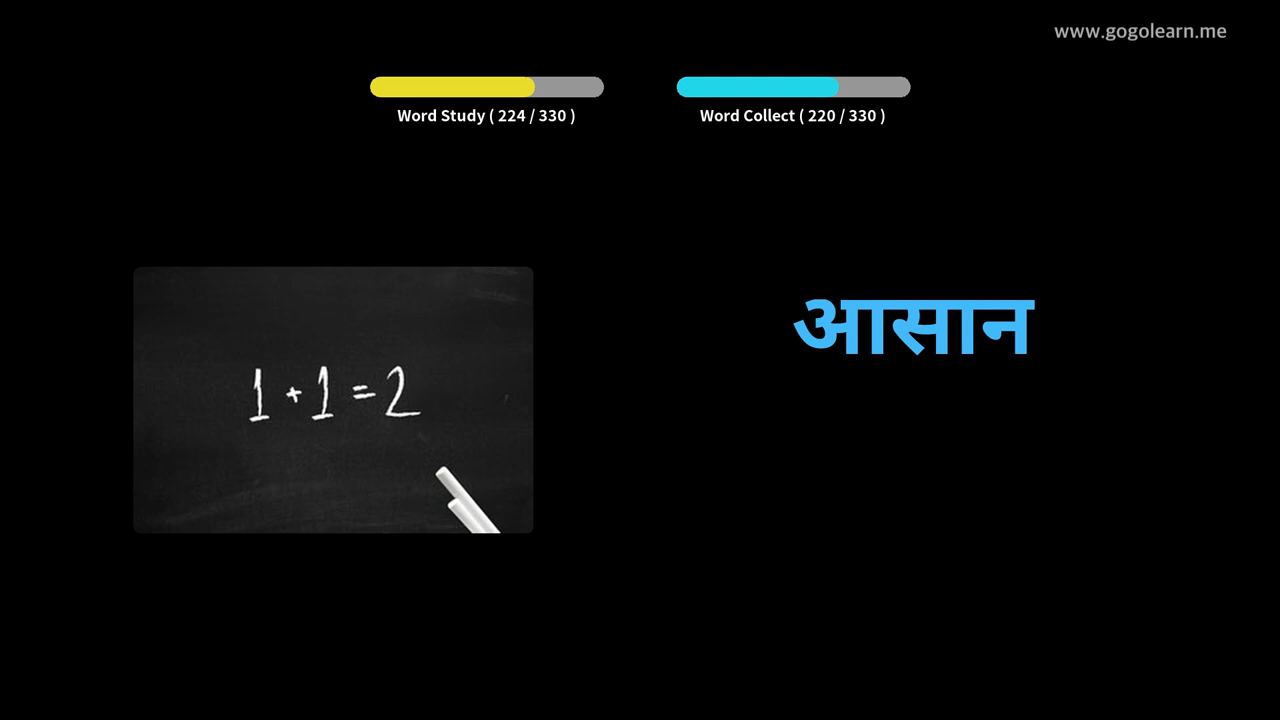 www.gogolearn.me
Word Study ( 224 / 330 )
Word Collect ( 220 / 330 )
आसान
1 + 1 = 2